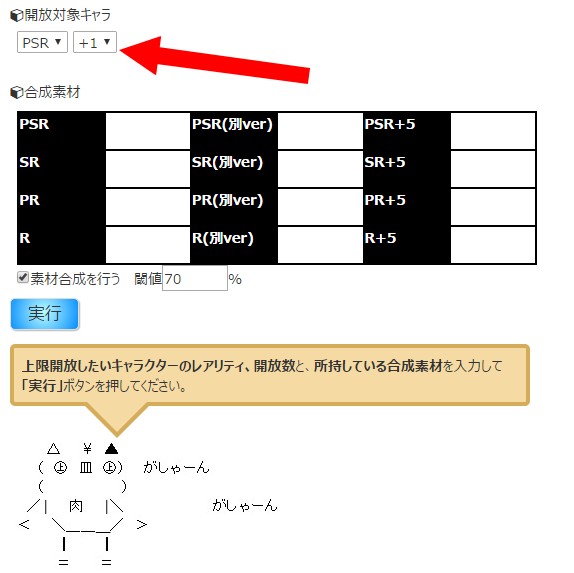 開放対象キャラ
PSR +1
合成素材
PSR PSR(別ver) PSR+5
SR SR(別ver) SR+5
PR PR(別ver) PR+5
R R(別ver) R+5
素材合成を行う 閾値70%
実行
上限開放したいキャラクターのレアリティ、開放数と、所持している合成素材を入力して
「実行」ボタンを押してください。
△ ¥ ▲
( ㊤ 皿 ㊤) がしゃーん
( )
／| 肉 |＼ がしゃーん
＜ ＼＿＿＿／ ＞
┃ ┃
＝ ＝